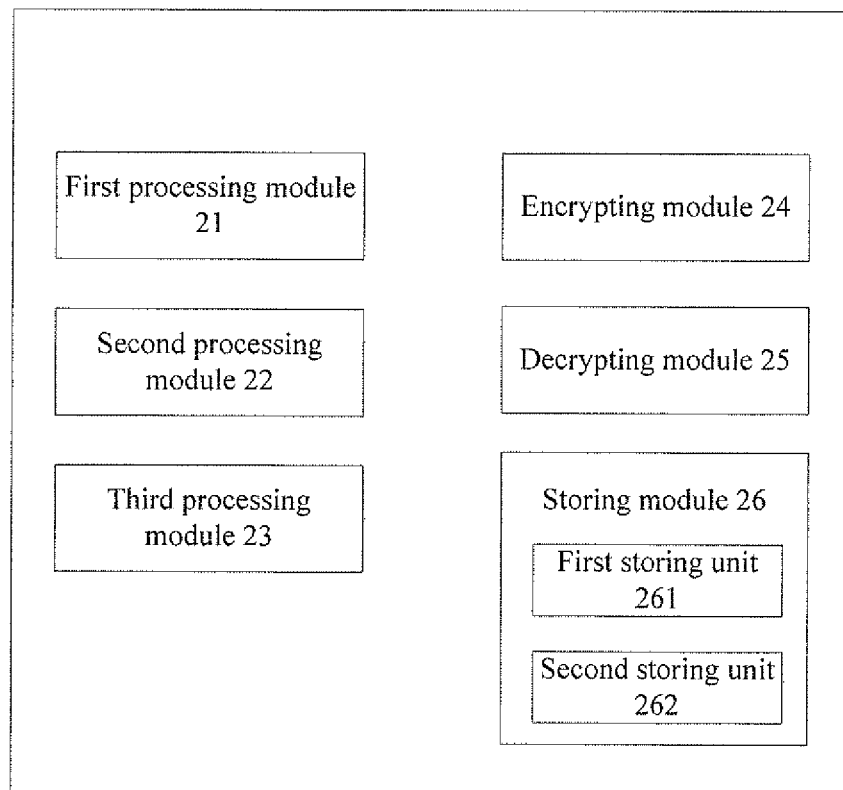 First processing module
21
Second processing
module 22
Third processing
module 23
Encrypting module 24
Decrypting module 25
Storing module 26
First storing unit
261
Second storing unit
262